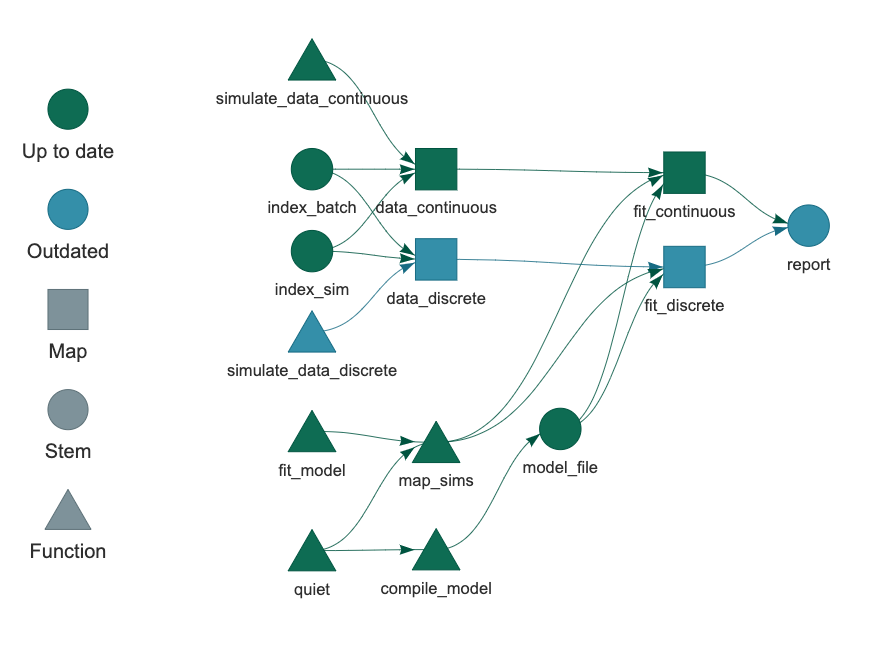 Up to date
Outdated
Map
Stem
Function
simulate_data_continuous
index_batch
data_continuous
index_sim
data_discrete
simulate_data_discrete
fit_continuous
fit_discrete
report
fit_model
map_sims
model_file
quiet
compile_model